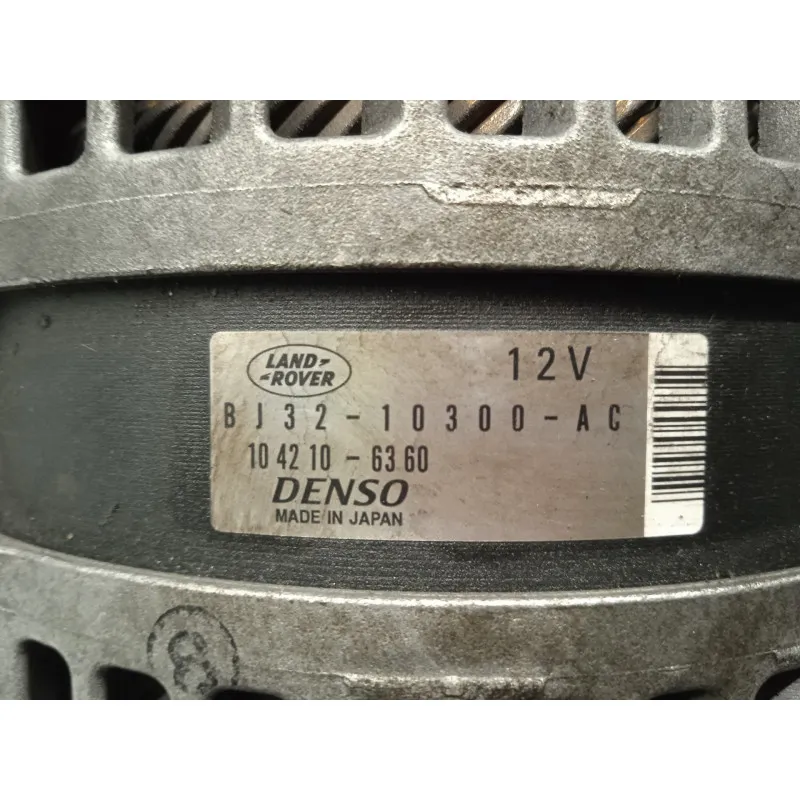 LAND-
ROVER
12V
BJ32-10300-AC
104210-6360
DENSO
MADE IN JAPAN